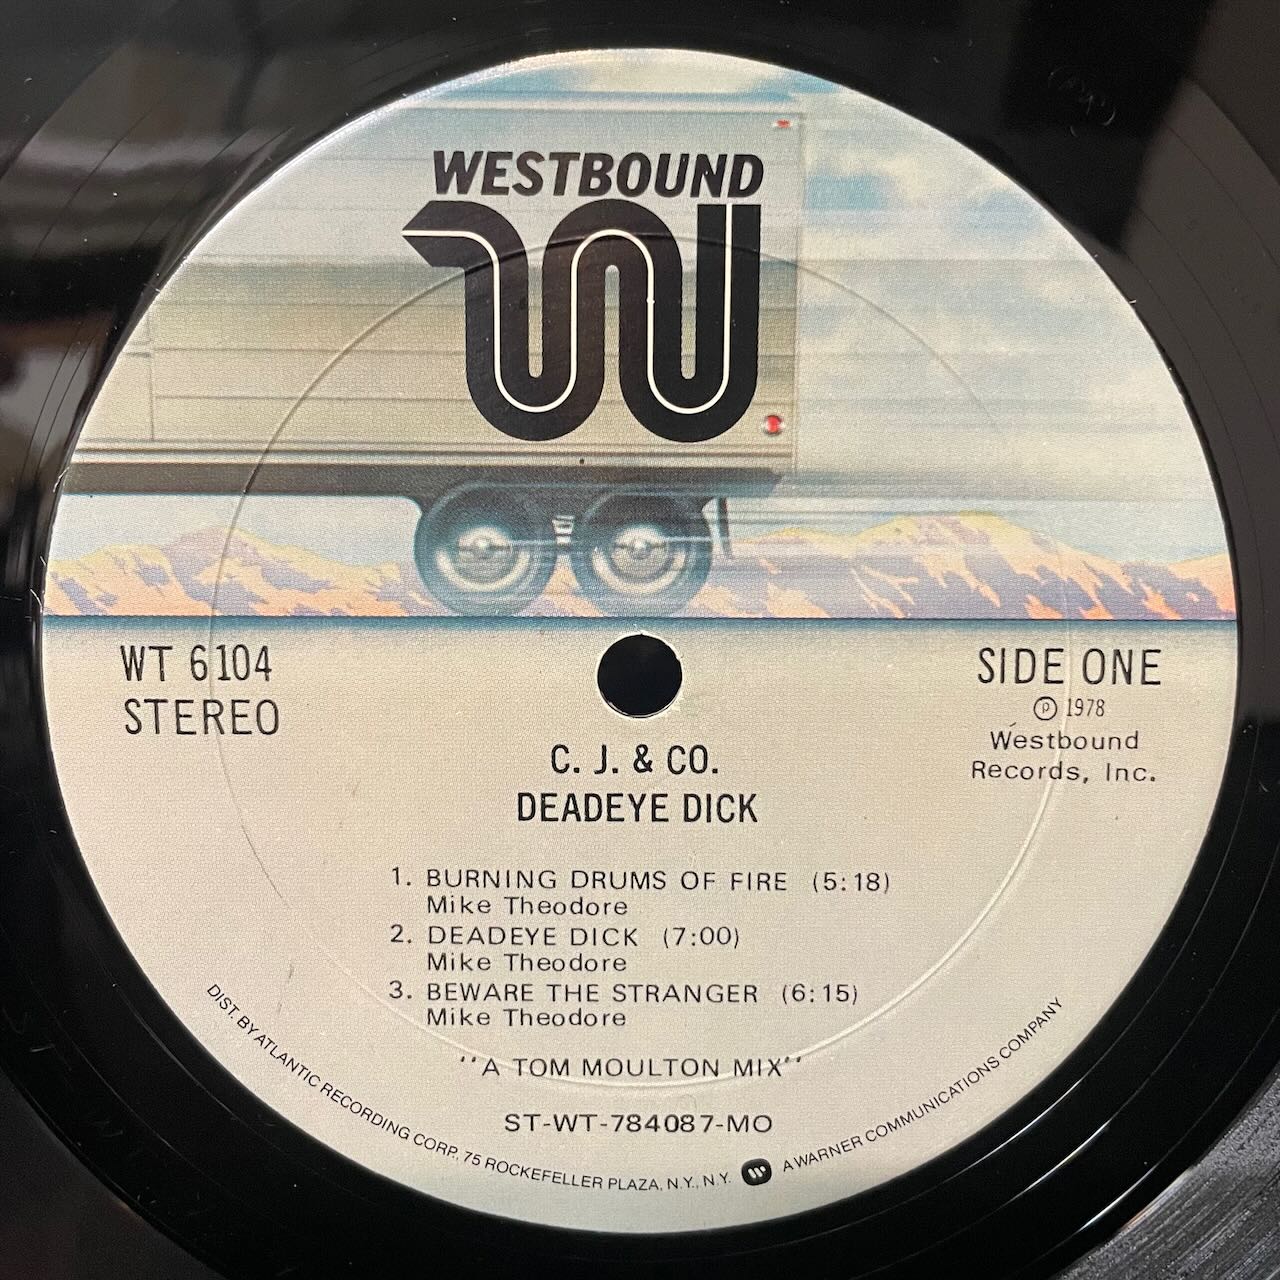 WESTBOUND
WT 6104
STEREO
SIDE ONE
℗ 1978
Westbound
Records, Inc.
C. J. & CO.
DEADEYE DICK
1. BURNING DRUMS OF FIRE (5:18)
Mike Theodore
2. DEADEYE DICK (7:00)
Mike Theodore
3. BEWARE THE STRANGER (6:15)
Mike Theodore
"A TOM MOULTON MIX"
ST-WT-784087-MO
DIST. BY ATLANTIC RECORDING CORP., 75 ROCKEFELLER PLAZA, N.Y., N.Y. A WARNER COMMUNICATIONS COMPANY